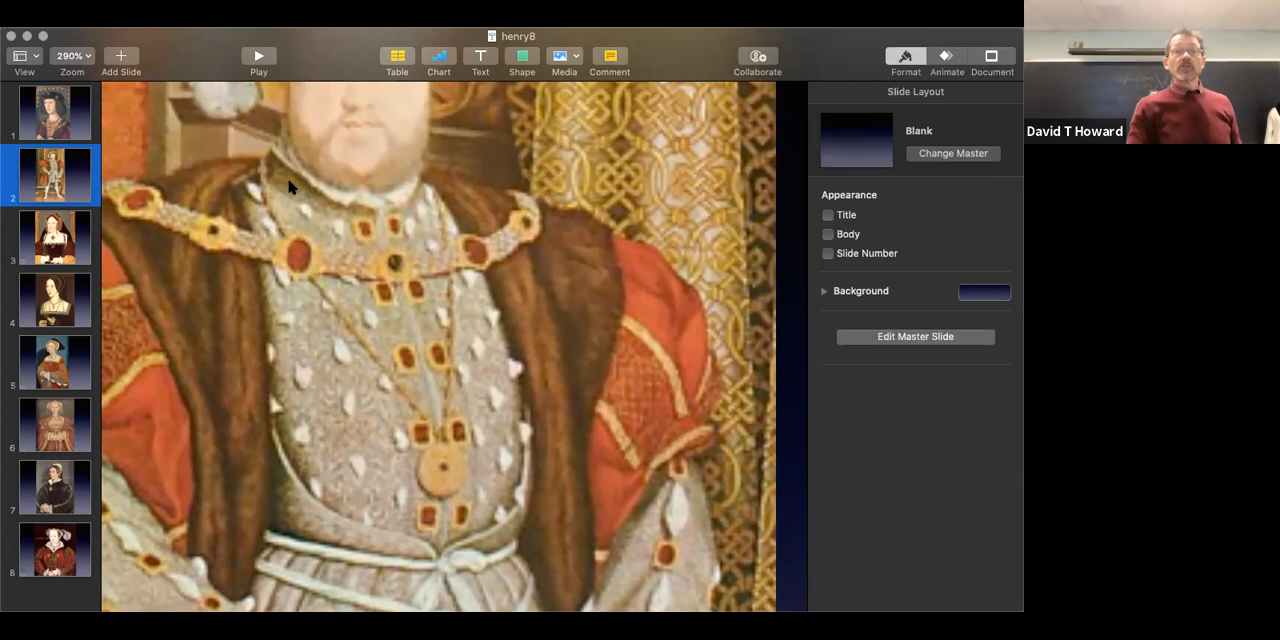 henry8
290%
View
Zoom
Add Slide
Play
Table
Chart
Text
Shape
Media
Comment
Collaborate
Format
Animate
Document
Slide Layout
Blank
Change Master
Appearance
Title
Body
Slide Number
Background
Edit Master Slide
1
2
3
4
5
6
7
8
David T Howard